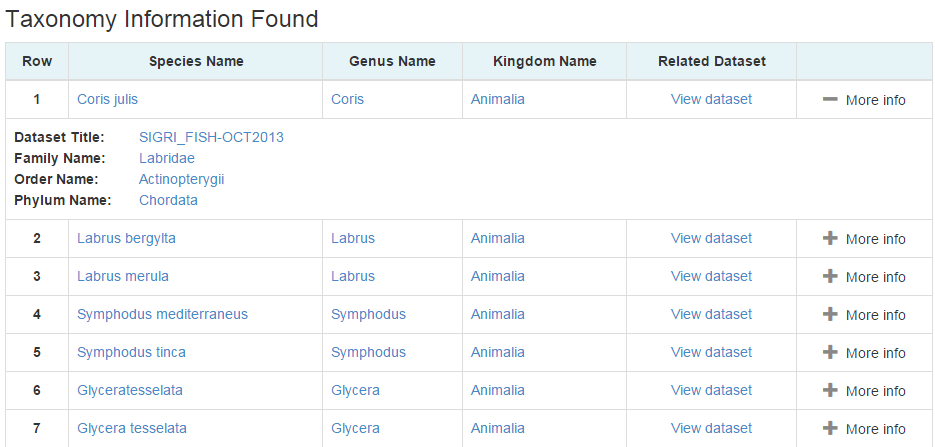 Taxonomy Information Found
Row Species Name Genus Name Kingdom Name Related Dataset
1 Coris julis Coris Animalia View dataset More info
Dataset Title: SIGRI_FISH-OCT2013
Family Name: Labridae
Order Name: Actinopterygii
Phylum Name: Chordata
2 Labrus bergylta Labrus Animalia View dataset More info
3 Labrus merula Labrus Animalia View dataset More info
4 Symphodus mediterraneus Symphodus Animalia View dataset More info
5 Symphodus tinca Symphodus Animalia View dataset More info
6 Glyceratesselata Glycera Animalia View dataset More info
7 Glycera tesselata Glycera Animalia View dataset More info